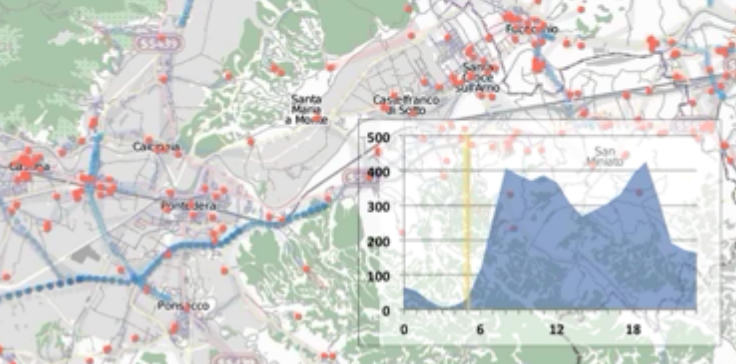 Fucecchio
Santa
Croce
sull'Arno
Santa
Maria
a Monte
Castelfranco
di Sotto
Calcinaia
San
Miniato
Cascina
Pontedera
Ponsacco
500
400
300
200
100
0
0 6 12 18